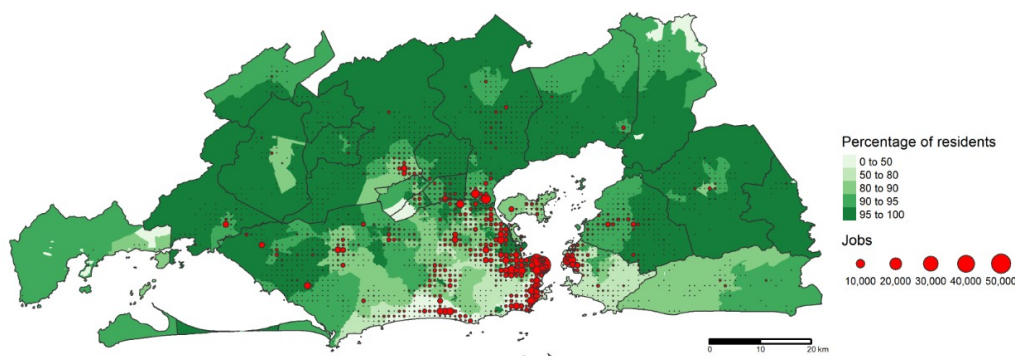 Percentage of residents
0 to 50
50 to 80
80 to 90
90 to 95
95 to 100
Jobs
10,000 20,000 30,000 40,000 50,000
0 10 20 km